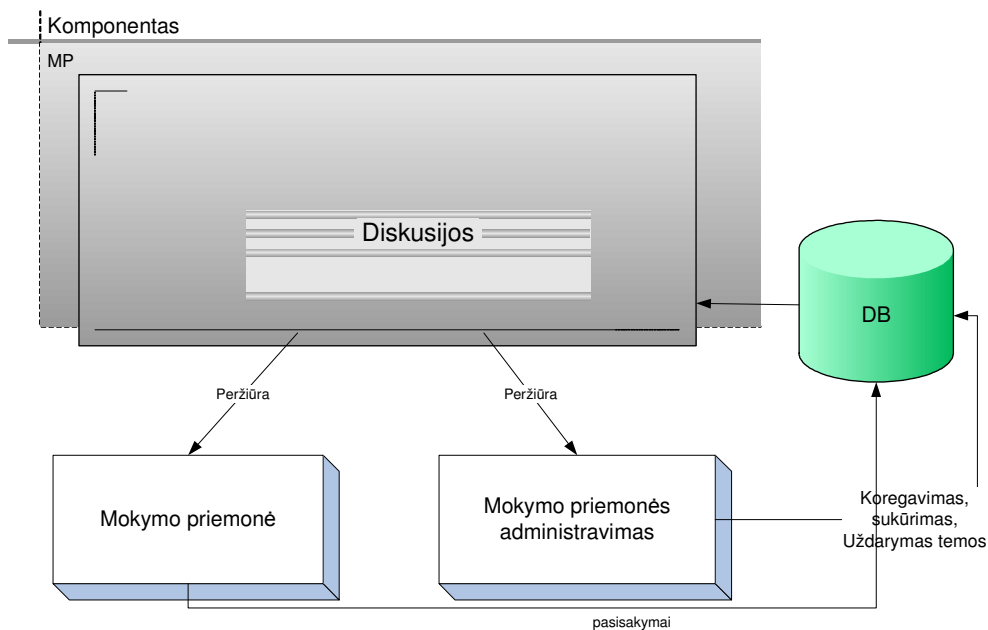 Komponentas
MP
Diskusijos
DB
Peržiūra
Peržiūra
Mokymo priemonė
Mokymo priemonės
administravimas
Koregavimas,
sukūrimas,
Uždarymas temos
pasisakymai